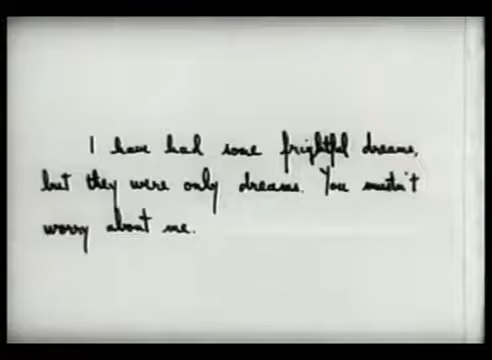 I have had some frightful dreams,
but they were only dreams. You mustn't
worry about me.